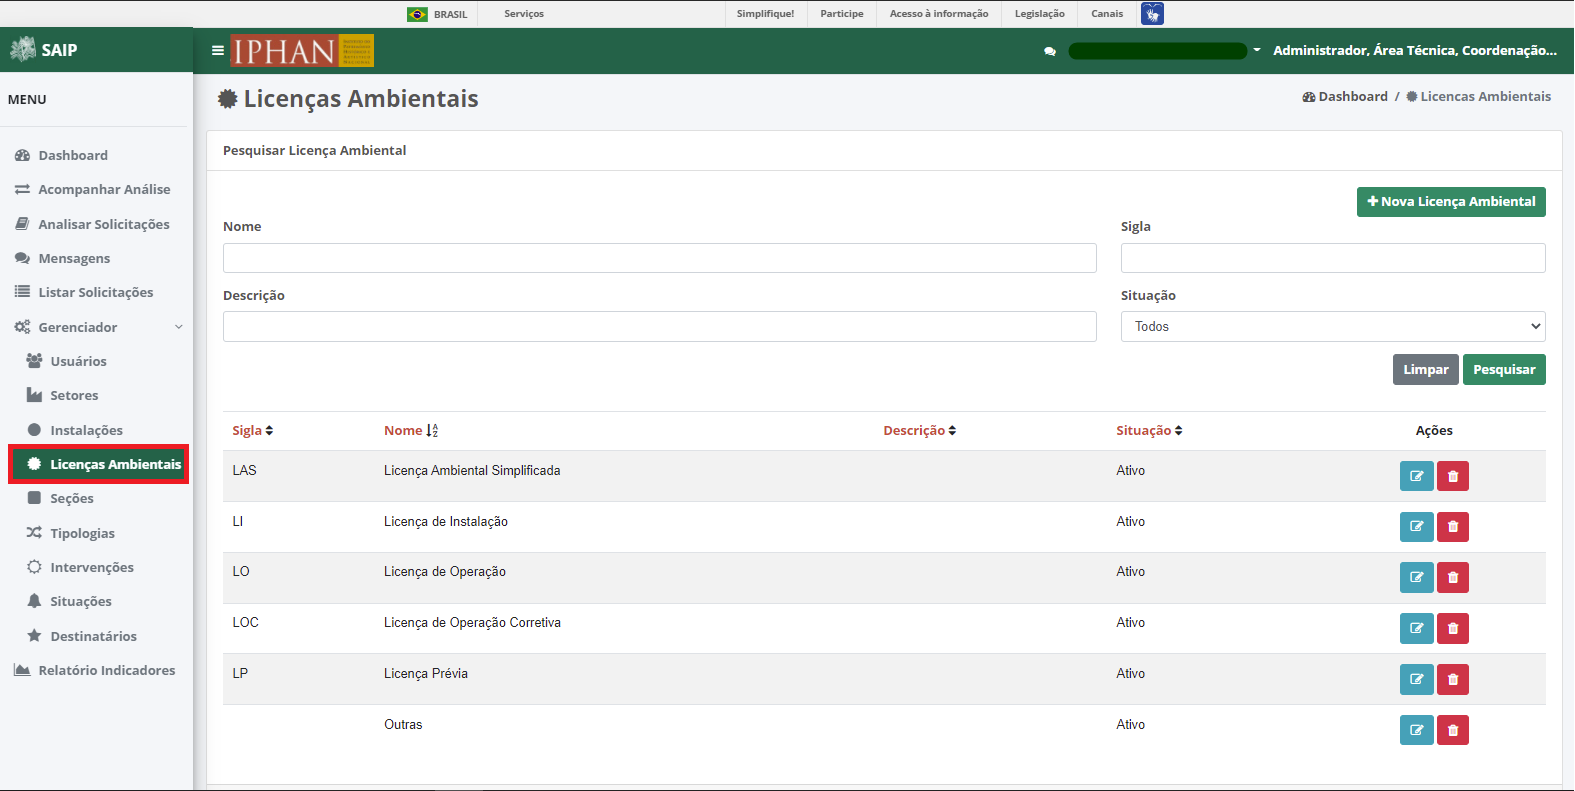 BRASIL Serviços Simplifique! Participe Acesso à informação Legislação Canais
SAIP
IPHAN
Administrador, Área Técnica, Coordenação...
MENU
Dashboard
Acompanhar Análise
Analisar Solicitações
Mensagens
Listar Solicitações
Gerenciador
Usuários
Setores
Instalações
Licenças Ambientais
Seções
Tipologias
Intervenções
Situações
Destinatários
Relatório Indicadores
Licenças Ambientais
Dashboard / Licencas Ambientais
Pesquisar Licença Ambiental
Nova Licença Ambiental
Nome Sigla
Descrição Situação
Todos
Limpar Pesquisar
Sigla Nome Descrição Situação Ações
LAS Licença Ambiental Simplificada Ativo
LI Licença de Instalação Ativo
LO Licença de Operação Ativo
LOC Licença de Operação Corretiva Ativo
LP Licença Prévia Ativo
Outras Ativo